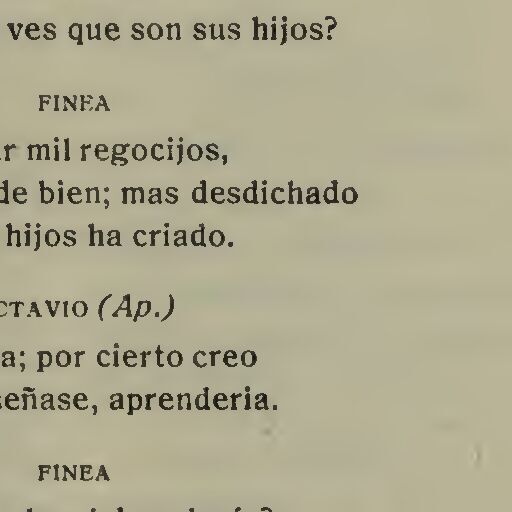 ves que son sus hijos?
FINEA
r mil regocijos,
de bien; mas desdichado
hijos ha criado.
CTAVIO (Ap.)
a; por cierto creo
señase, aprenderia.
FINEA